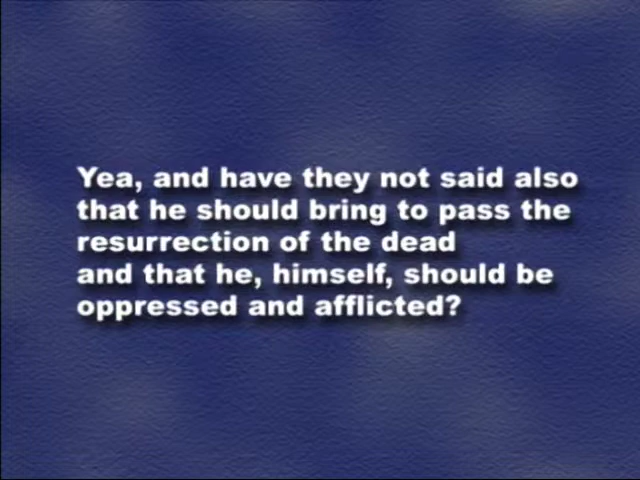 Yea, and have they not said also
that he should bring to pass the
resurrection of the dead
and that he, himself, should be
oppressed and afflicted?